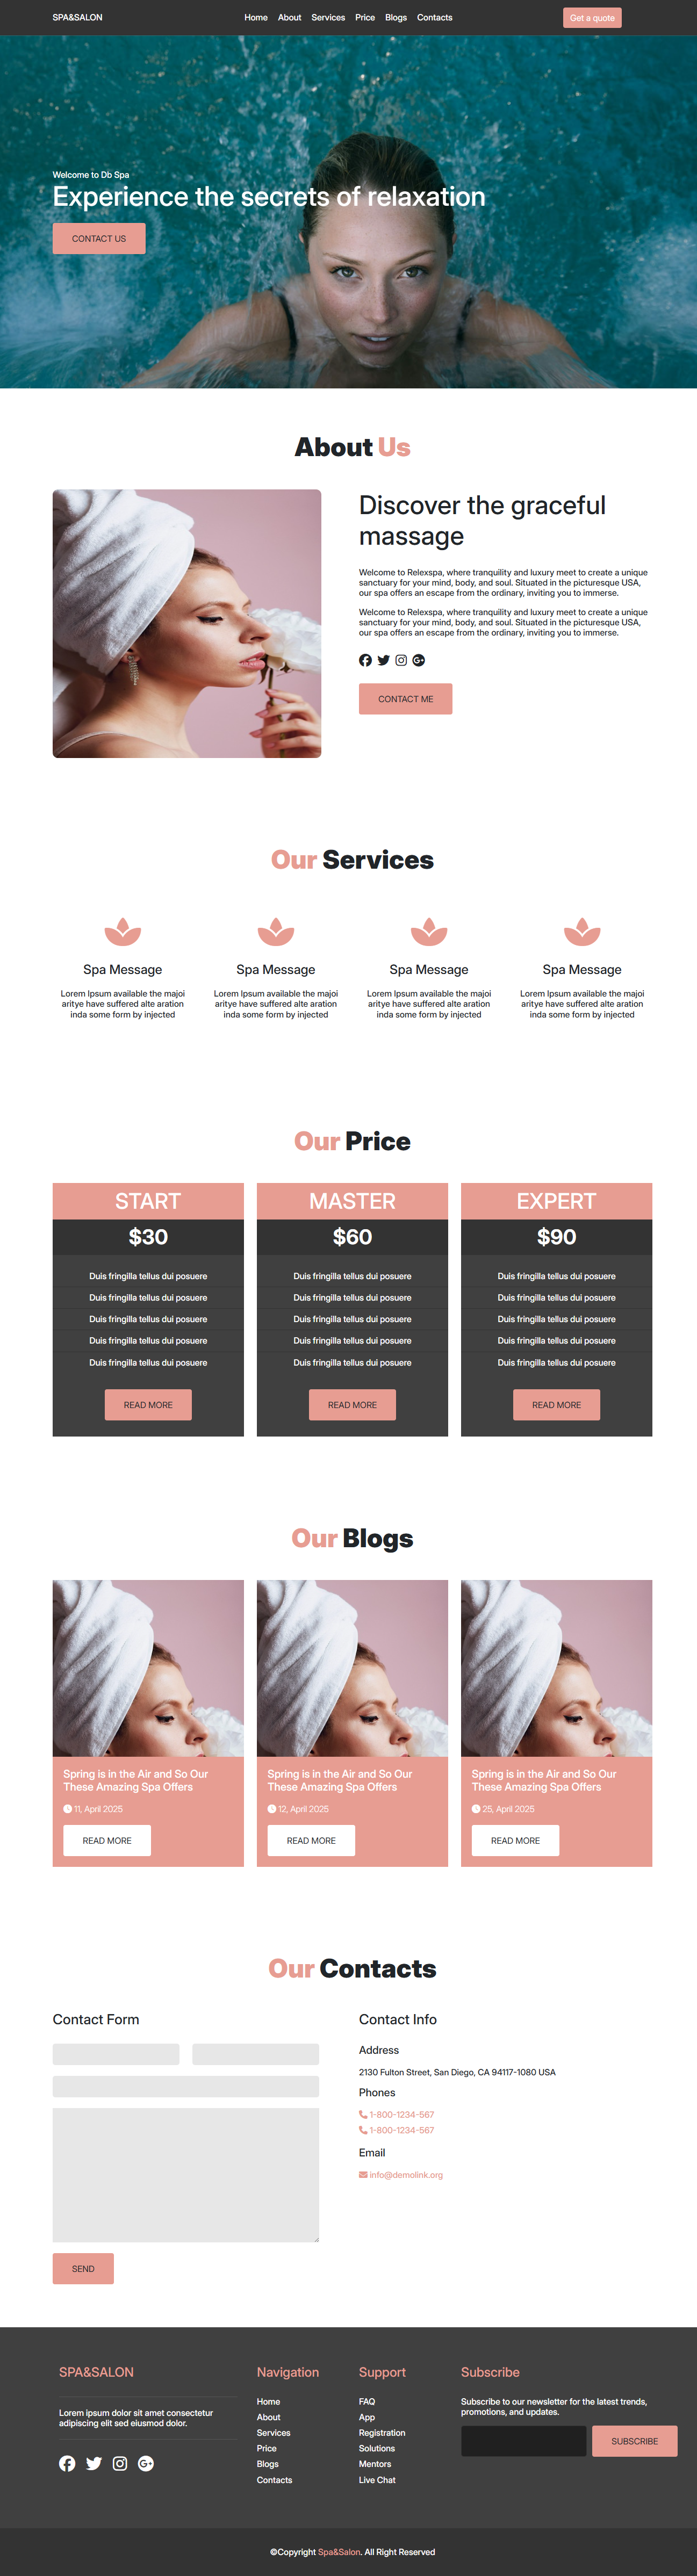 SPA&SALON
Home About Services Price Blogs Contacts
Get a quote
Welcome to Db Spa
Experience the secrets of relaxation
CONTACT US
About Us
Discover the graceful
massage
Welcome to Relexspa, where tranquility and luxury meet to create a unique
sanctuary for your mind, body, and soul. Situated in the picturesque USA,
our spa offers an escape from the ordinary, inviting you to immerse.
Welcome to Relexspa, where tranquility and luxury meet to create a unique
sanctuary for your mind, body, and soul. Situated in the picturesque USA,
our spa offers an escape from the ordinary, inviting you to immerse.
CONTACT ME
Our Services
Spa Message
Lorem Ipsum available the majoi
aritye have suffered alte aration
inda some form by injected
Spa Message
Lorem Ipsum available the majoi
aritye have suffered alte aration
inda some form by injected
Spa Message
Lorem Ipsum available the majoi
aritye have suffered alte aration
inda some form by injected
Spa Message
Lorem Ipsum available the majoi
aritye have suffered alte aration
inda some form by injected
Our Price
START
$30
Duis fringilla tellus dui posuere
Duis fringilla tellus dui posuere
Duis fringilla tellus dui posuere
Duis fringilla tellus dui posuere
Duis fringilla tellus dui posuere
READ MORE
MASTER
$60
Duis fringilla tellus dui posuere
Duis fringilla tellus dui posuere
Duis fringilla tellus dui posuere
Duis fringilla tellus dui posuere
Duis fringilla tellus dui posuere
READ MORE
EXPERT
$90
Duis fringilla tellus dui posuere
Duis fringilla tellus dui posuere
Duis fringilla tellus dui posuere
Duis fringilla tellus dui posuere
Duis fringilla tellus dui posuere
READ MORE
Our Blogs
Spring is in the Air and So Our
These Amazing Spa Offers
11, April 2025
READ MORE
Spring is in the Air and So Our
These Amazing Spa Offers
12, April 2025
READ MORE
Spring is in the Air and So Our
These Amazing Spa Offers
25, April 2025
READ MORE
Our Contacts
Contact Form
SEND
Contact Info
Address
2130 Fulton Street, San Diego, CA 94117-1080 USA
Phones
1-800-1234-567
1-800-1234-567
Email
info@demolink.org
SPA&SALON
Lorem ipsum dolor sit amet consectetur
adipiscing elit sed eiusmod dolor.
Navigation
Home
About
Services
Price
Blogs
Contacts
Support
FAQ
App
Registration
Solutions
Mentors
Live Chat
Subscribe
Subscribe to our newsletter for the latest trends,
promotions, and updates.
SUBSCRIBE
©Copyright Spa&Salon. All Right Reserved